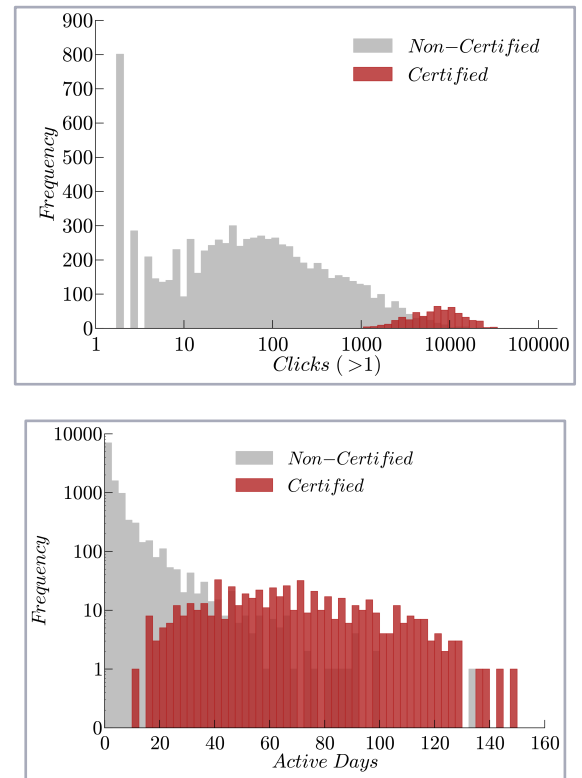 900
800
700
600
500
400
300
200
100
0
Frequency
Non−Certified
Certified
1 10 100 1000 10000 100000
Clicks (>1)
10000
1000
100
10
1
0
Frequency
Non−Certified
Certified
0 20 40 60 80 100 120 140 160
Active Days